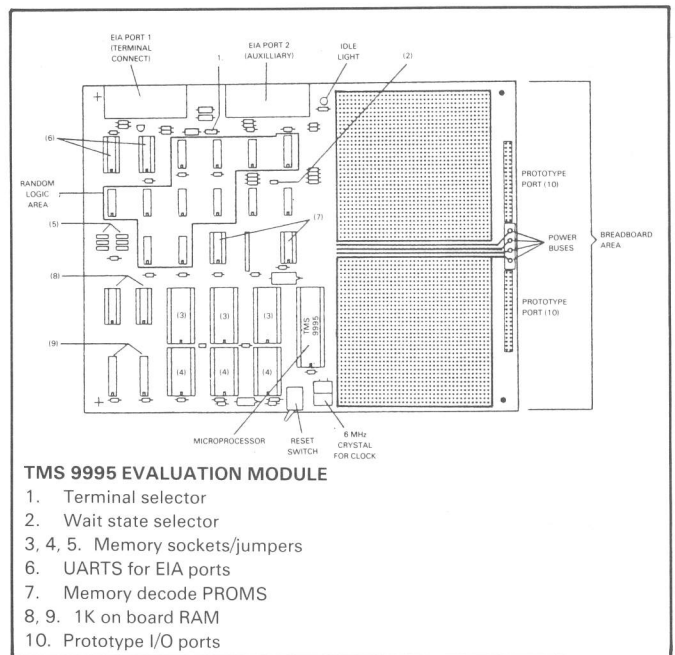 EIA PORT 1
(TERMINAL
CONNECT)
1.
EIA PORT 2
(AUXILLIARY)
IDLE
LIGHT
(2)
(6)
RANDOM
LOGIC
AREA
(5)
(7)
(8)
(3)
(3)
(3)
TMS
9995
(9)
(4)
(4)
(4)
PROTOTYPE
PORT (10)
POWER
BUSES
BREADBOARD
AREA
PROTOTYPE
PORT (10)
MICROPROCESSOR
RESET
SWITCH
6 MHz
CRYSTAL
FOR CLOCK
TMS 9995 EVALUATION MODULE
1. Terminal selector
2. Wait state selector
3, 4, 5. Memory sockets/jumpers
6. UARTS for EIA ports
7. Memory decode PROMS
8, 9. 1K on board RAM
10. Prototype I/O ports